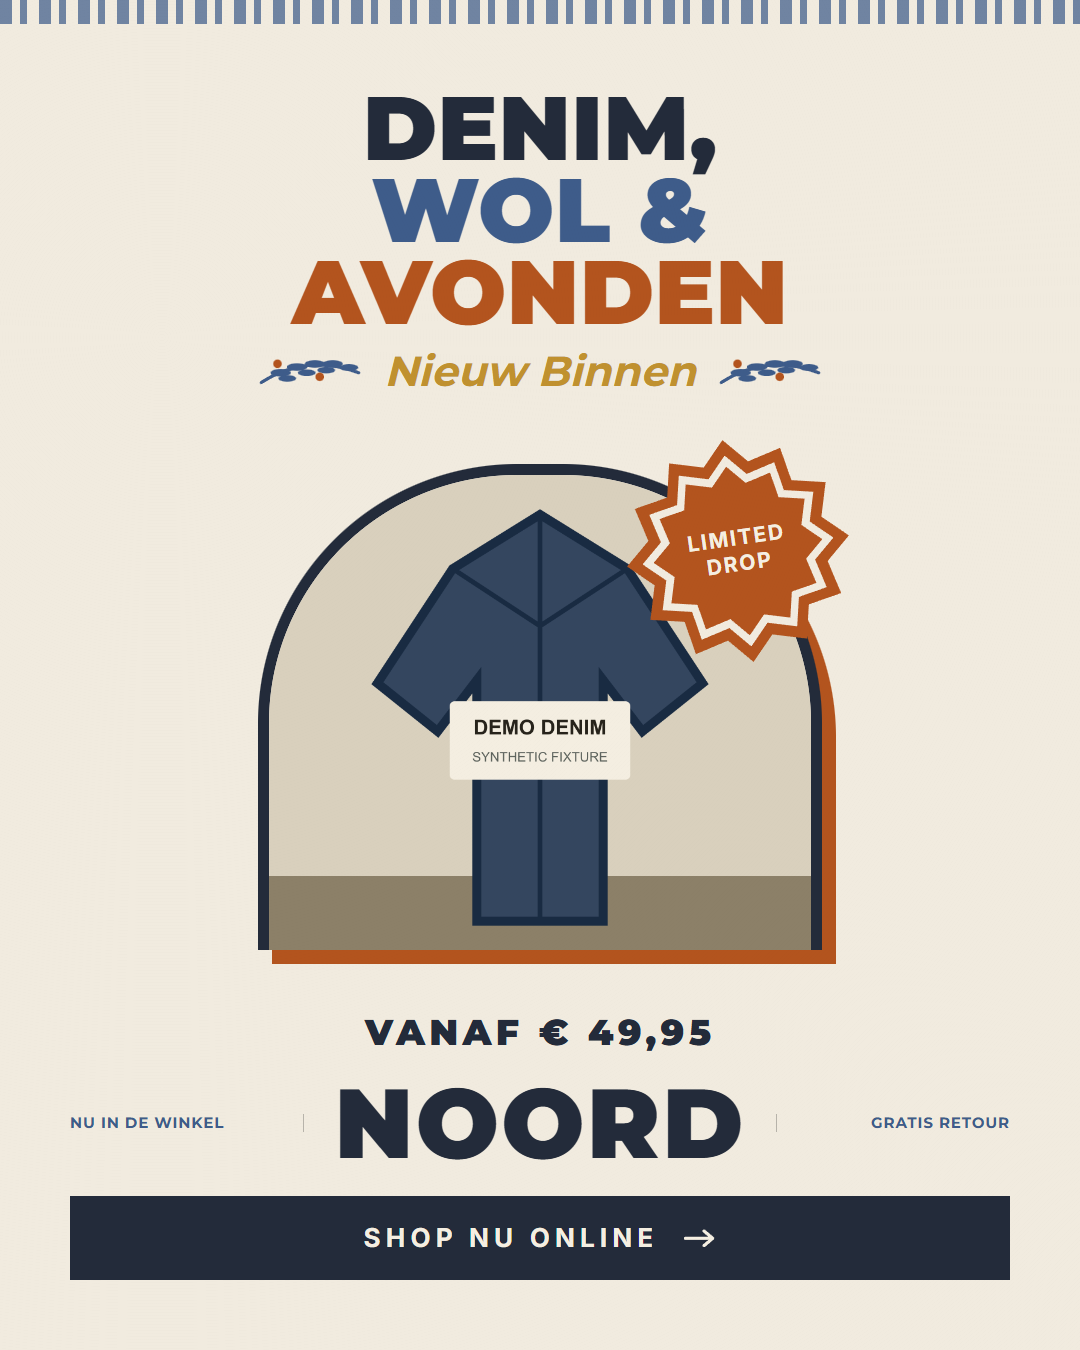 DENIM,
WOL &
AVONDEN
Nieuw Binnen
LIMITED
DROP
DEMO DENIM
SYNTHETIC FIXTURE
VANAF € 49,95
NU IN DE WINKEL
NOORD
GRATIS RETOUR
SHOP NU ONLINE →